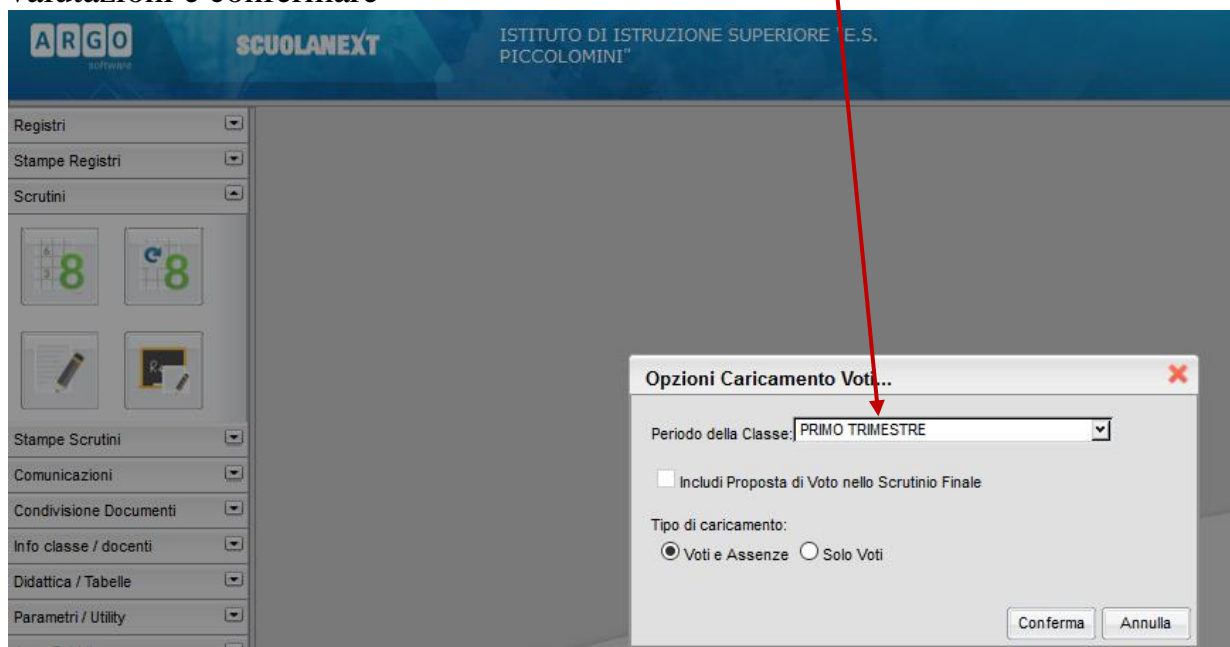 valutazioni e confermare
ARGO
software
SCUOLANEXT
ISTITUTO DI ISTRUZIONE SUPERIORE "E.S.
PICCOLOMINI"
Registri
Stampe Registri
Scrutini
Stampe Scrutini
Comunicazioni
Condivisione Documenti
Info classe / docenti
Didattica / Tabelle
Parametri / Utility
Opzioni Caricamento Voti...
Periodo della Classe: PRIMO TRIMESTRE
Includi Proposta di Voto nello Scrutinio Finale
Tipo di caricamento:
Voti e Assenze Solo Voti
Conferma Annulla